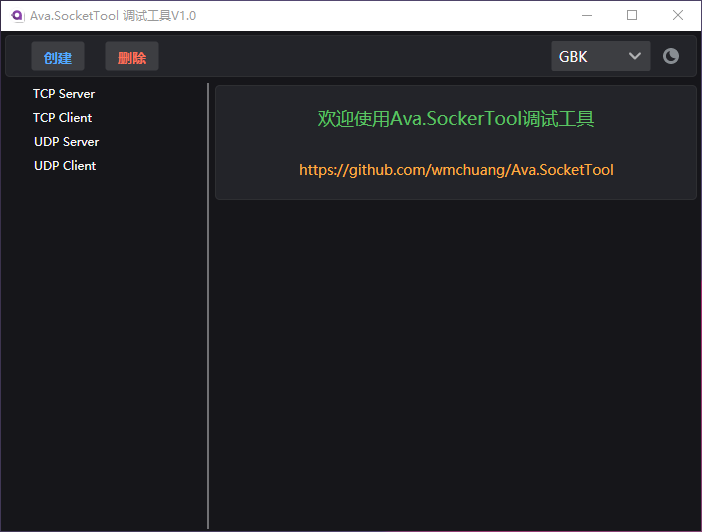 Ava.SocketTool 调试工具V1.0
创建
删除
GBK
TCP Server
TCP Client
UDP Server
UDP Client
欢迎使用Ava.SockerTool调试工具
https://github.com/wmchuang/Ava.SocketTool